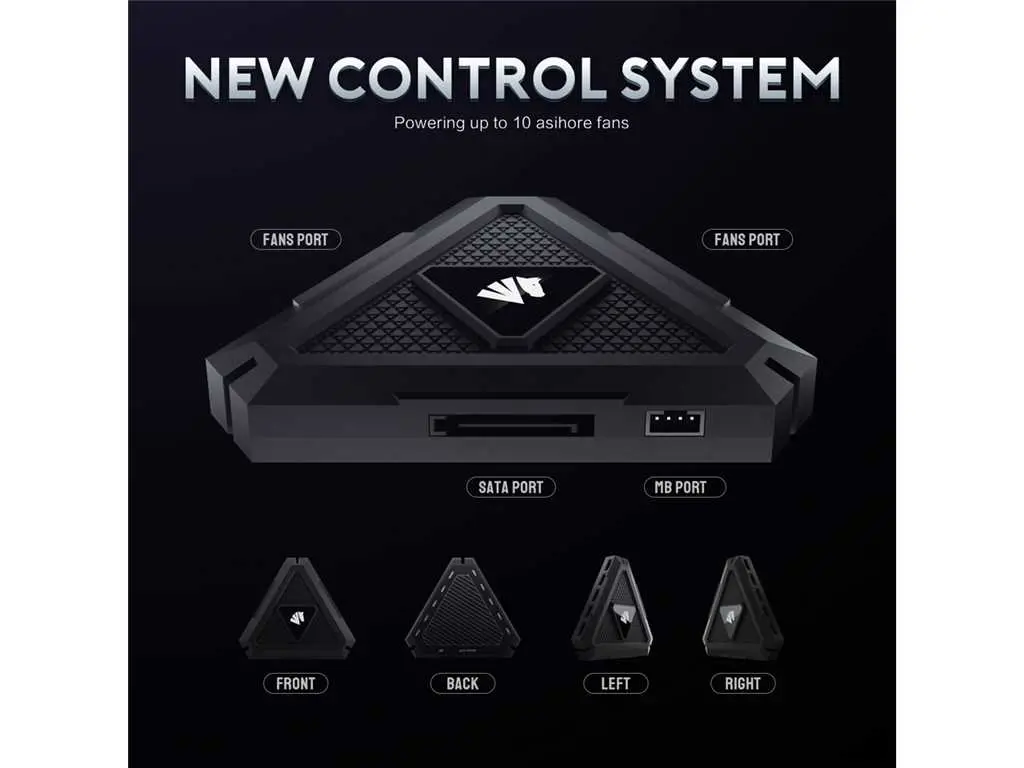 NEW CONTROL SYSTEM
Powering up to 10 asihore fans
FANS PORT
FANS PORT
SATA PORT
MB PORT
FRONT
BACK
LEFT
RIGHT